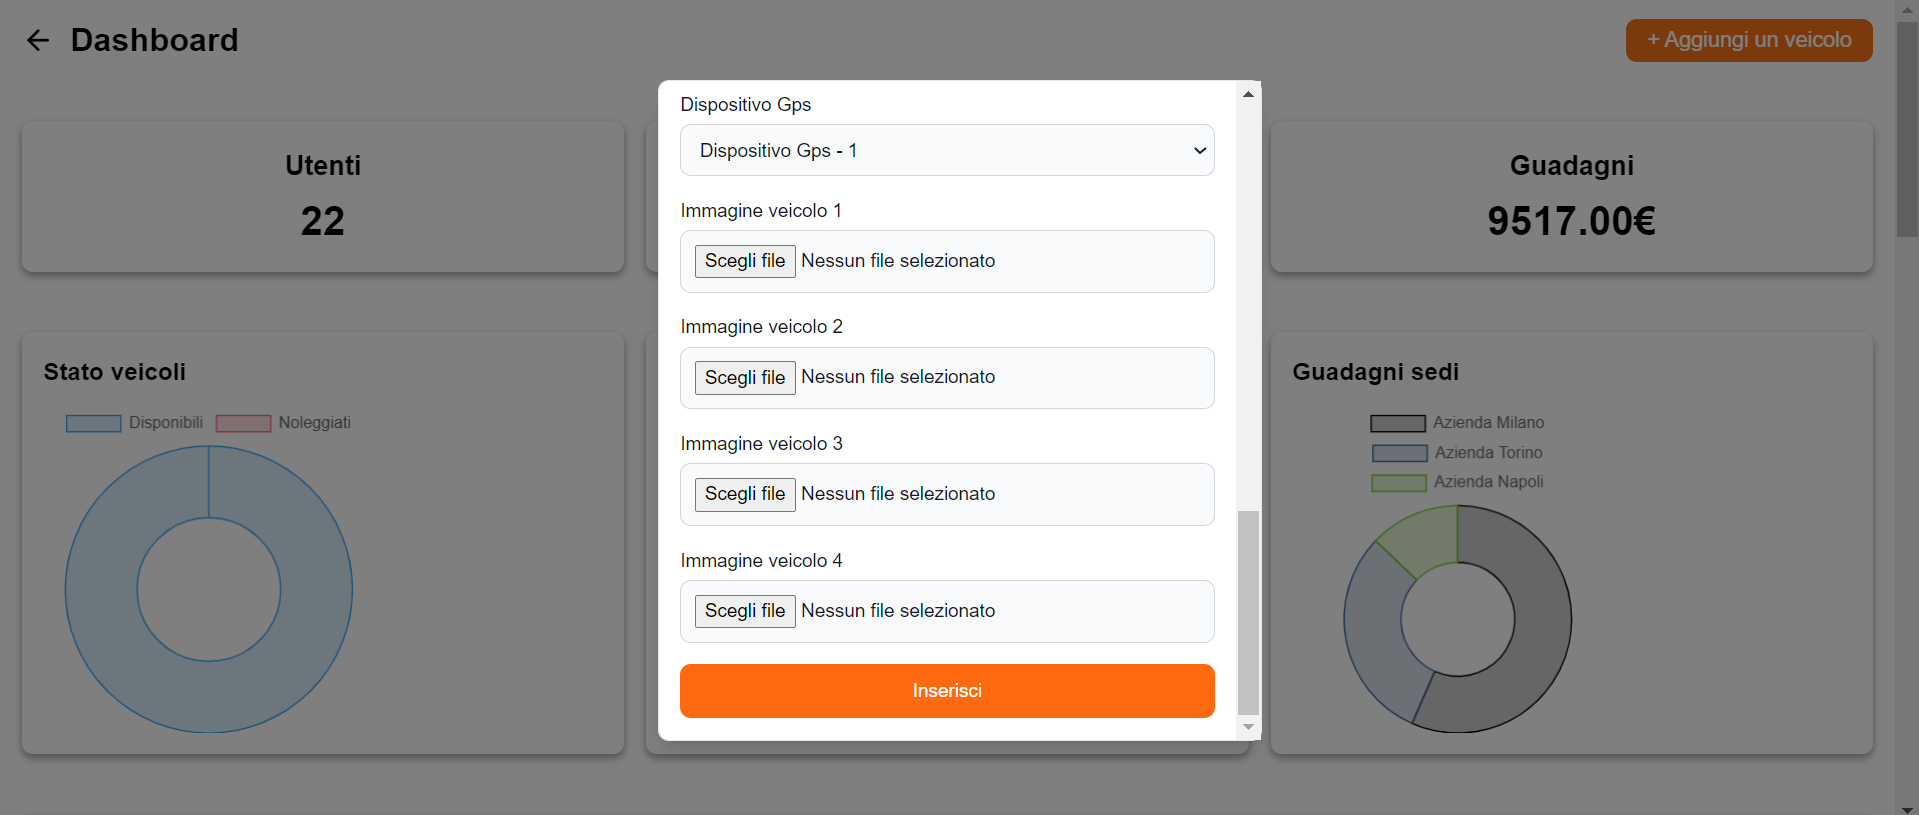 Dashboard
+ Aggiungi un veicolo
Utenti
22
Guadagni
9517.00€
Stato veicoli
Disponibili
Noleggiati
Guadagni sedi
Azienda Milano
Azienda Torino
Azienda Napoli
Dispositivo Gps
Dispositivo Gps - 1
Immagine veicolo 1
Scegli file Nessun file selezionato
Immagine veicolo 2
Scegli file Nessun file selezionato
Immagine veicolo 3
Scegli file Nessun file selezionato
Immagine veicolo 4
Scegli file Nessun file selezionato
Inserisci